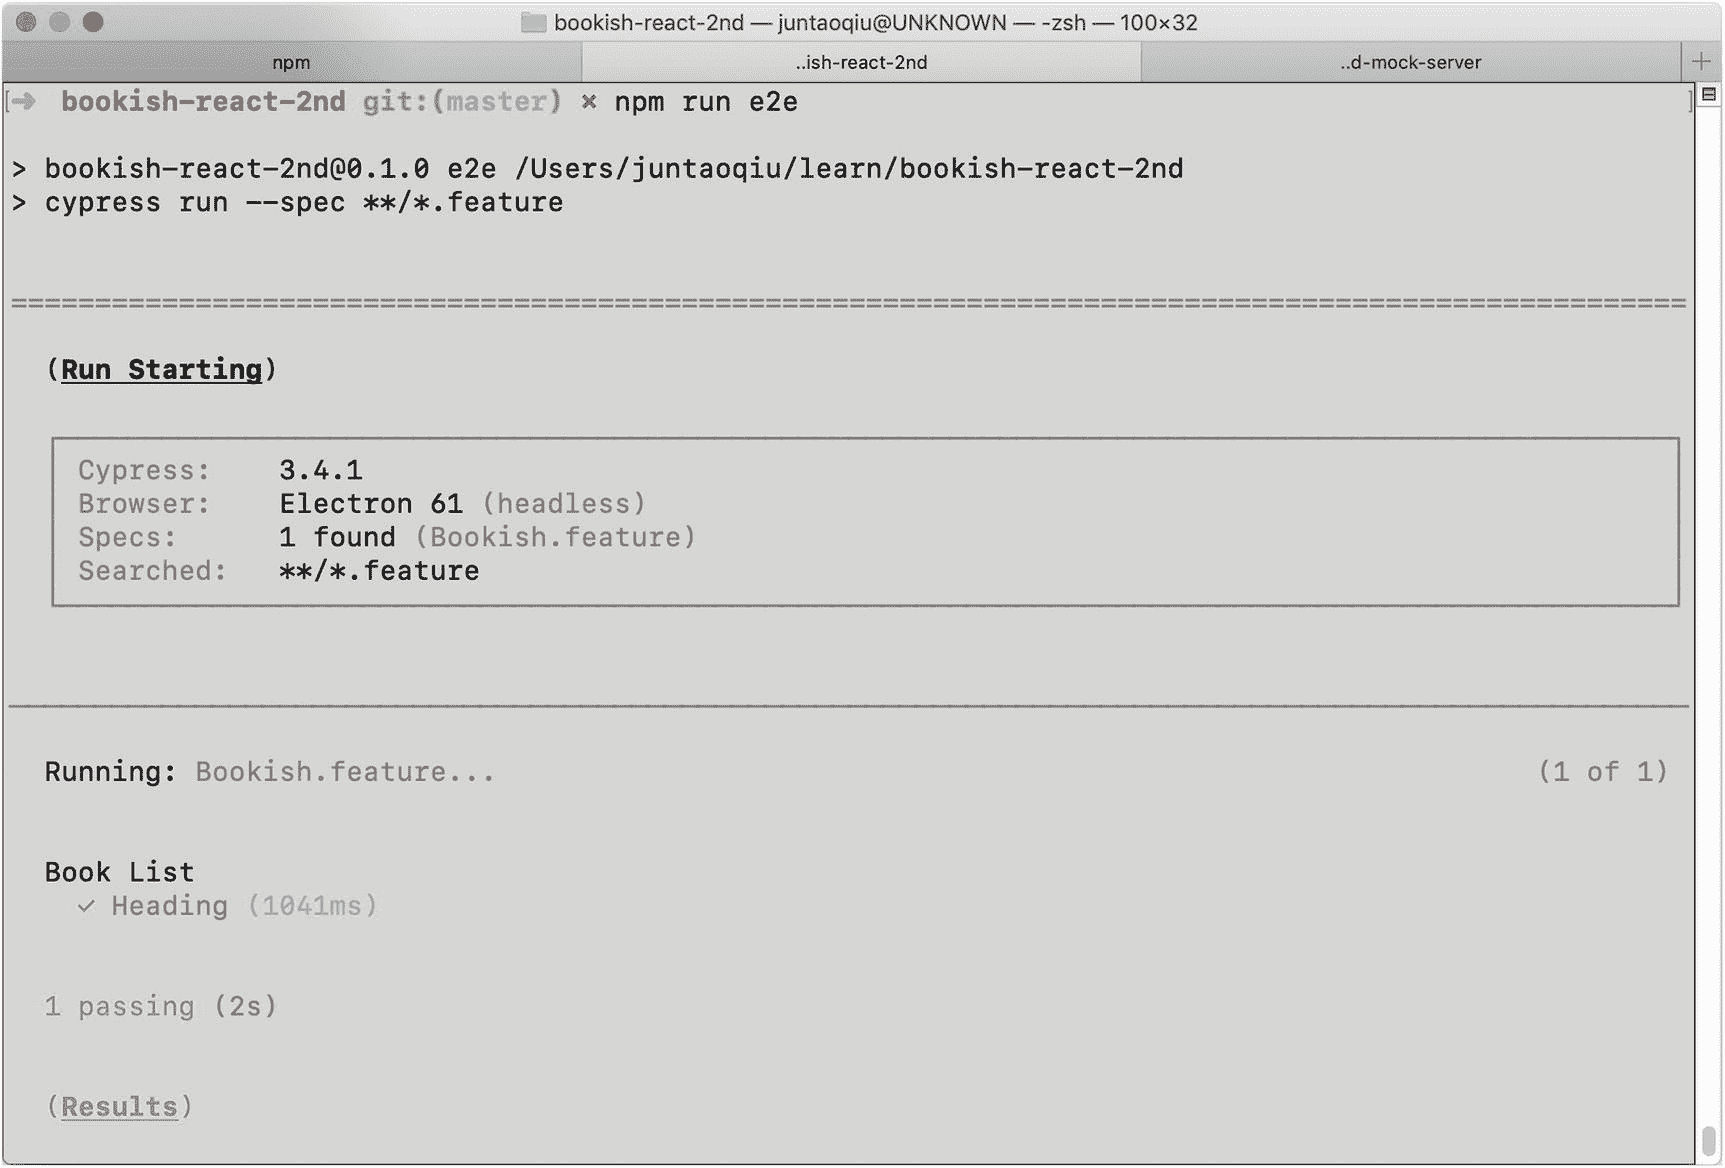 bookish-react-2nd — juntaoqiu@UNKNOWN — -zsh — 100×32
npm ..ish-react-2nd ..d-mock-server +
[➜ bookish-react-2nd git:(master) ✗ npm run e2e ]
> bookish-react-2nd@0.1.0 e2e /Users/juntaoqiu/learn/bookish-react-2nd
> cypress run --spec **/*.feature
====================================================================================================
(Run Starting)
Cypress: 3.4.1
Browser: Electron 61 (headless)
Specs: 1 found (Bookish.feature)
Searched: **/*.feature
Running: Bookish.feature... (1 of 1)
Book List
✓ Heading (1041ms)
1 passing (2s)
(Results)